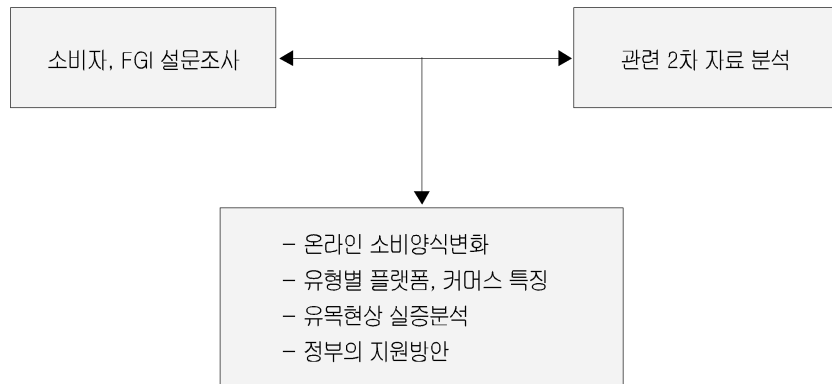 소비자, FGI 설문조사
관련 2차 자료 분석
– 온라인 소비양식변화
– 유형별 플랫폼, 커머스 특징
– 유목현상 실증분석
– 정부의 지원방안